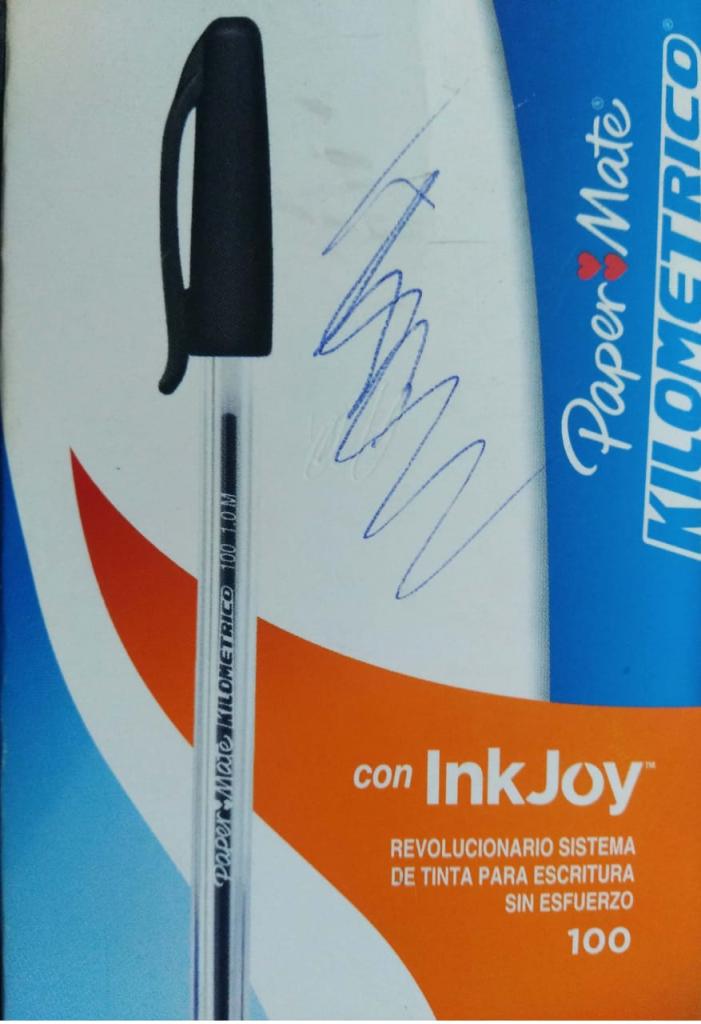 Paper Mate®
KILOMETRICO®
Paper Mate KILOMETRICO 100 1.0 M
con InkJoy™
REVOLUCIONARIO SISTEMA
DE TINTA PARA ESCRITURA
SIN ESFUERZO
100